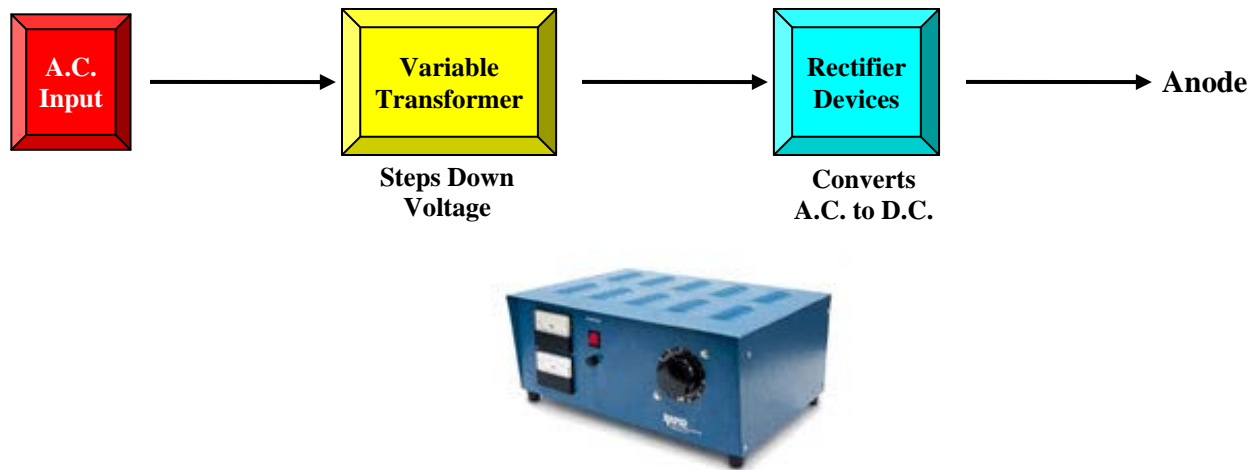 A.C.
Input
Variable
Transformer
Rectifier
Devices
Anode
Steps Down
Voltage
Converts
A.C. to D.C.